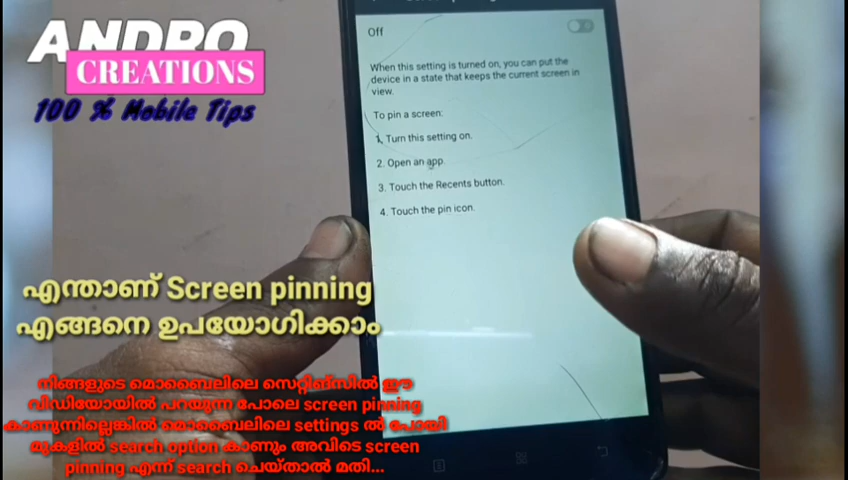 ANDRO
CREATIONS
100 % Mobile Tips
Off
When this setting is turned on, you can put the
device in a state that keeps the current screen in
view.
To pin a screen:
1. Turn this setting on.
2. Open an app.
3. Touch the Recents button.
4. Touch the pin icon.
എന്താണ് Screen pinning
എങ്ങനെ ഉപയോഗിക്കാം
നിങ്ങളുടെ മൊബൈലിലെ സെറ്റിങ്സിൽ ഈ
വിഡിയോയിൽ പറയുന്ന പോലെ screen pinning
കാണുന്നില്ലെങ്കിൽ മൊബൈലിലെ settings ൽ പോയി
മുകളിൽ search option കാണും അവിടെ screen
pinning എന്ന് search ചെയ്താൽ മതി...